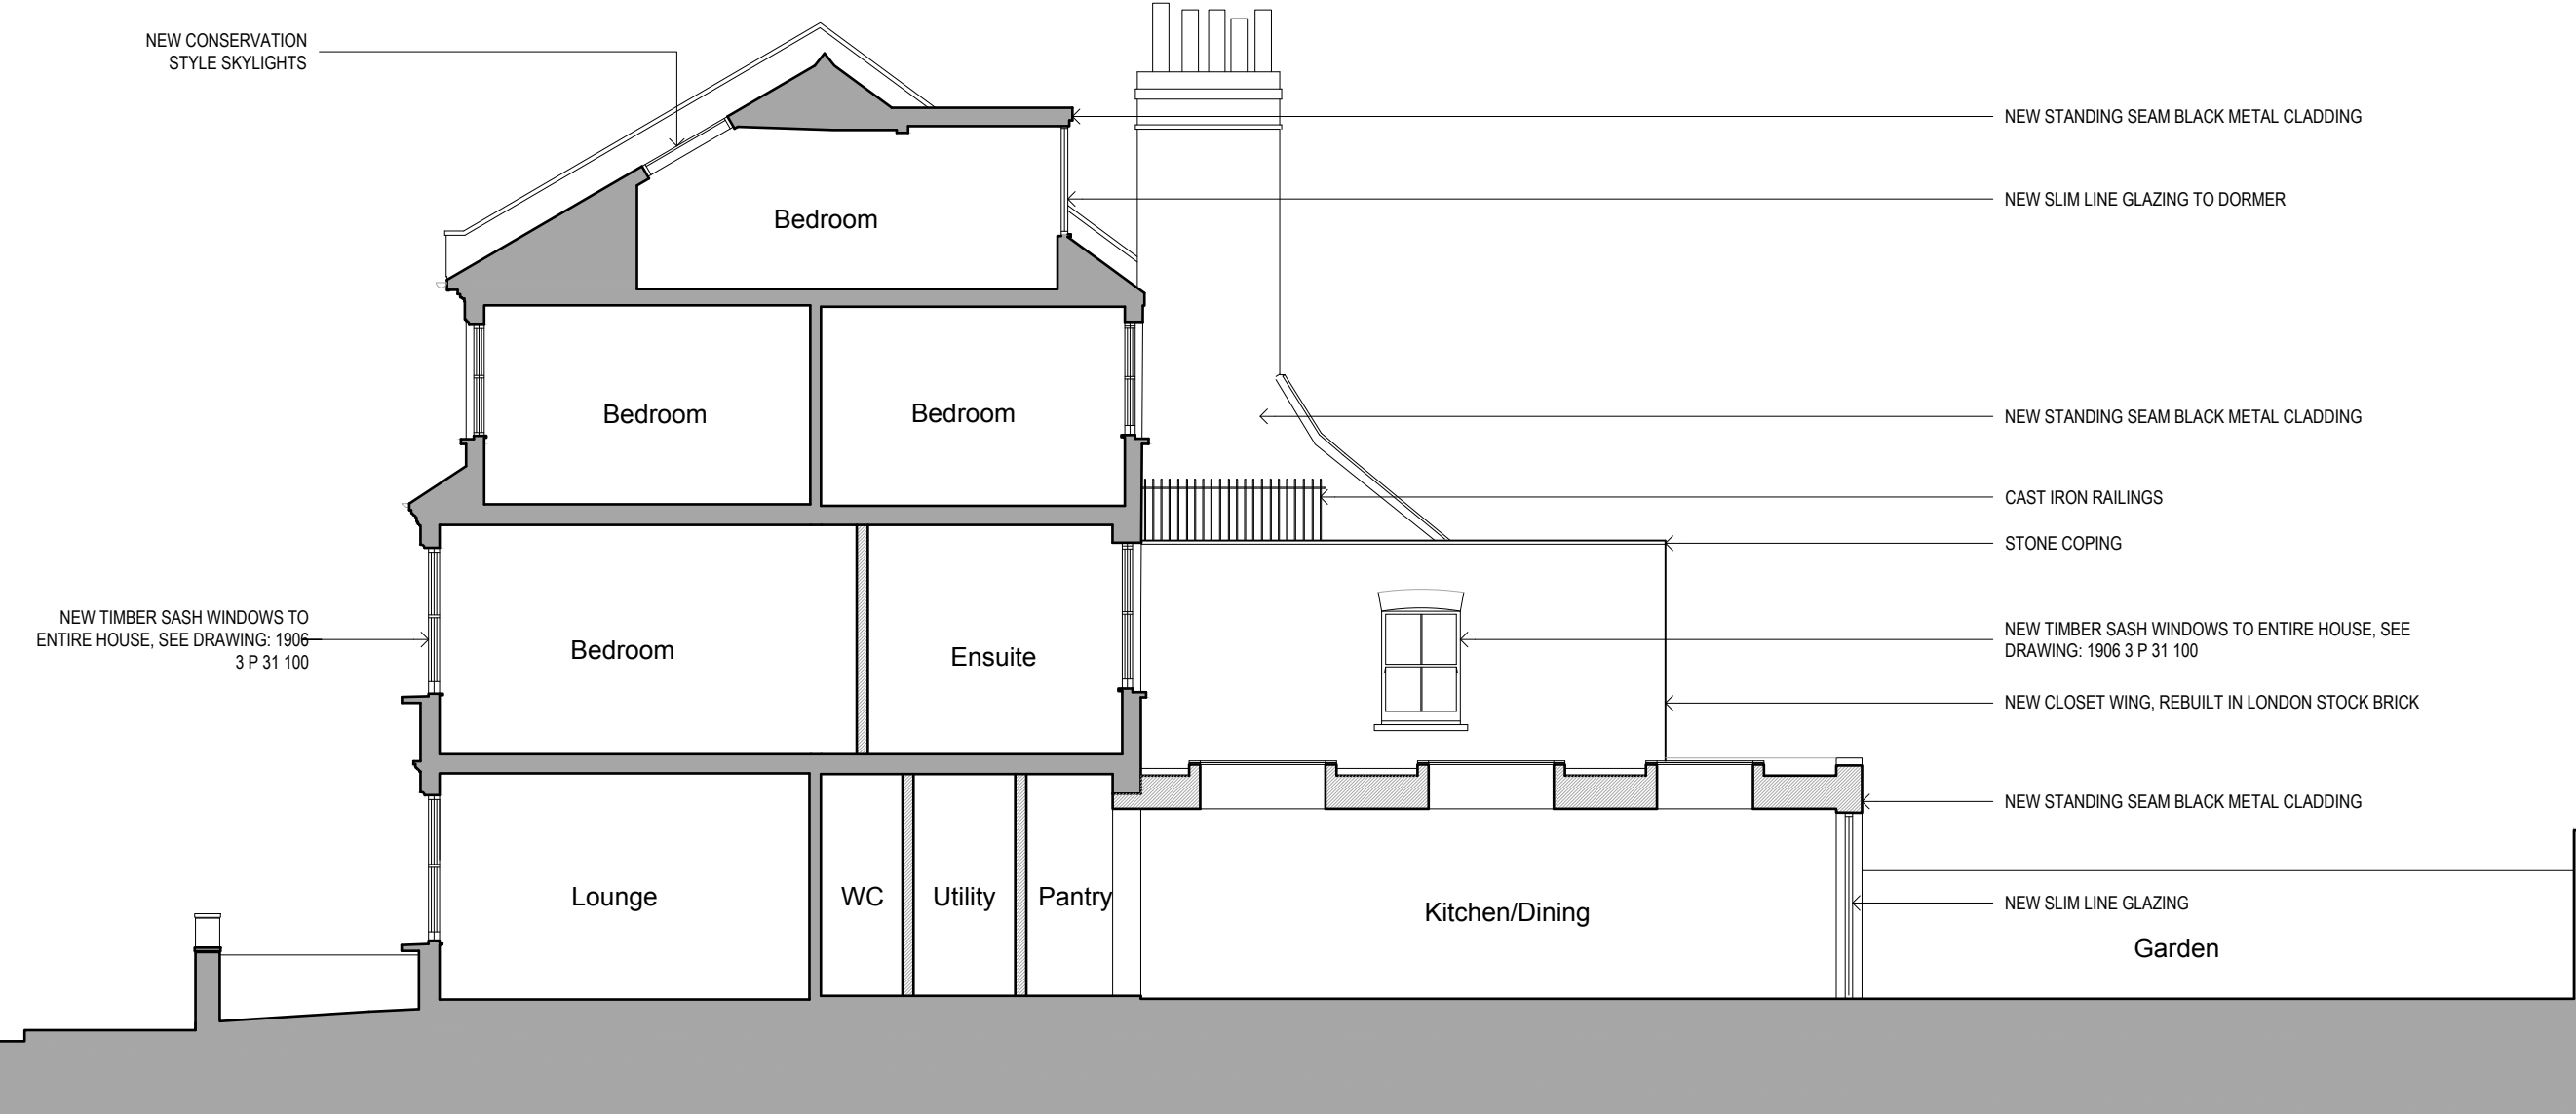 NEW CONSERVATION
STYLE SKYLIGHTS
NEW STANDING SEAM BLACK METAL CLADDING
NEW SLIM LINE GLAZING TO DORMER
Bedroom
Bedroom
Bedroom
NEW STANDING SEAM BLACK METAL CLADDING
CAST IRON RAILINGS
STONE COPING
NEW TIMBER SASH WINDOWS TO
ENTIRE HOUSE, SEE DRAWING: 1906
3 P 31 100
Bedroom
Ensuite
NEW TIMBER SASH WINDOWS TO ENTIRE HOUSE, SEE
DRAWING: 1906 3 P 31 100
NEW CLOSET WING, REBUILT IN LONDON STOCK BRICK
NEW STANDING SEAM BLACK METAL CLADDING
Lounge
WC
Utility
Pantry
Kitchen/Dining
NEW SLIM LINE GLAZING
Garden